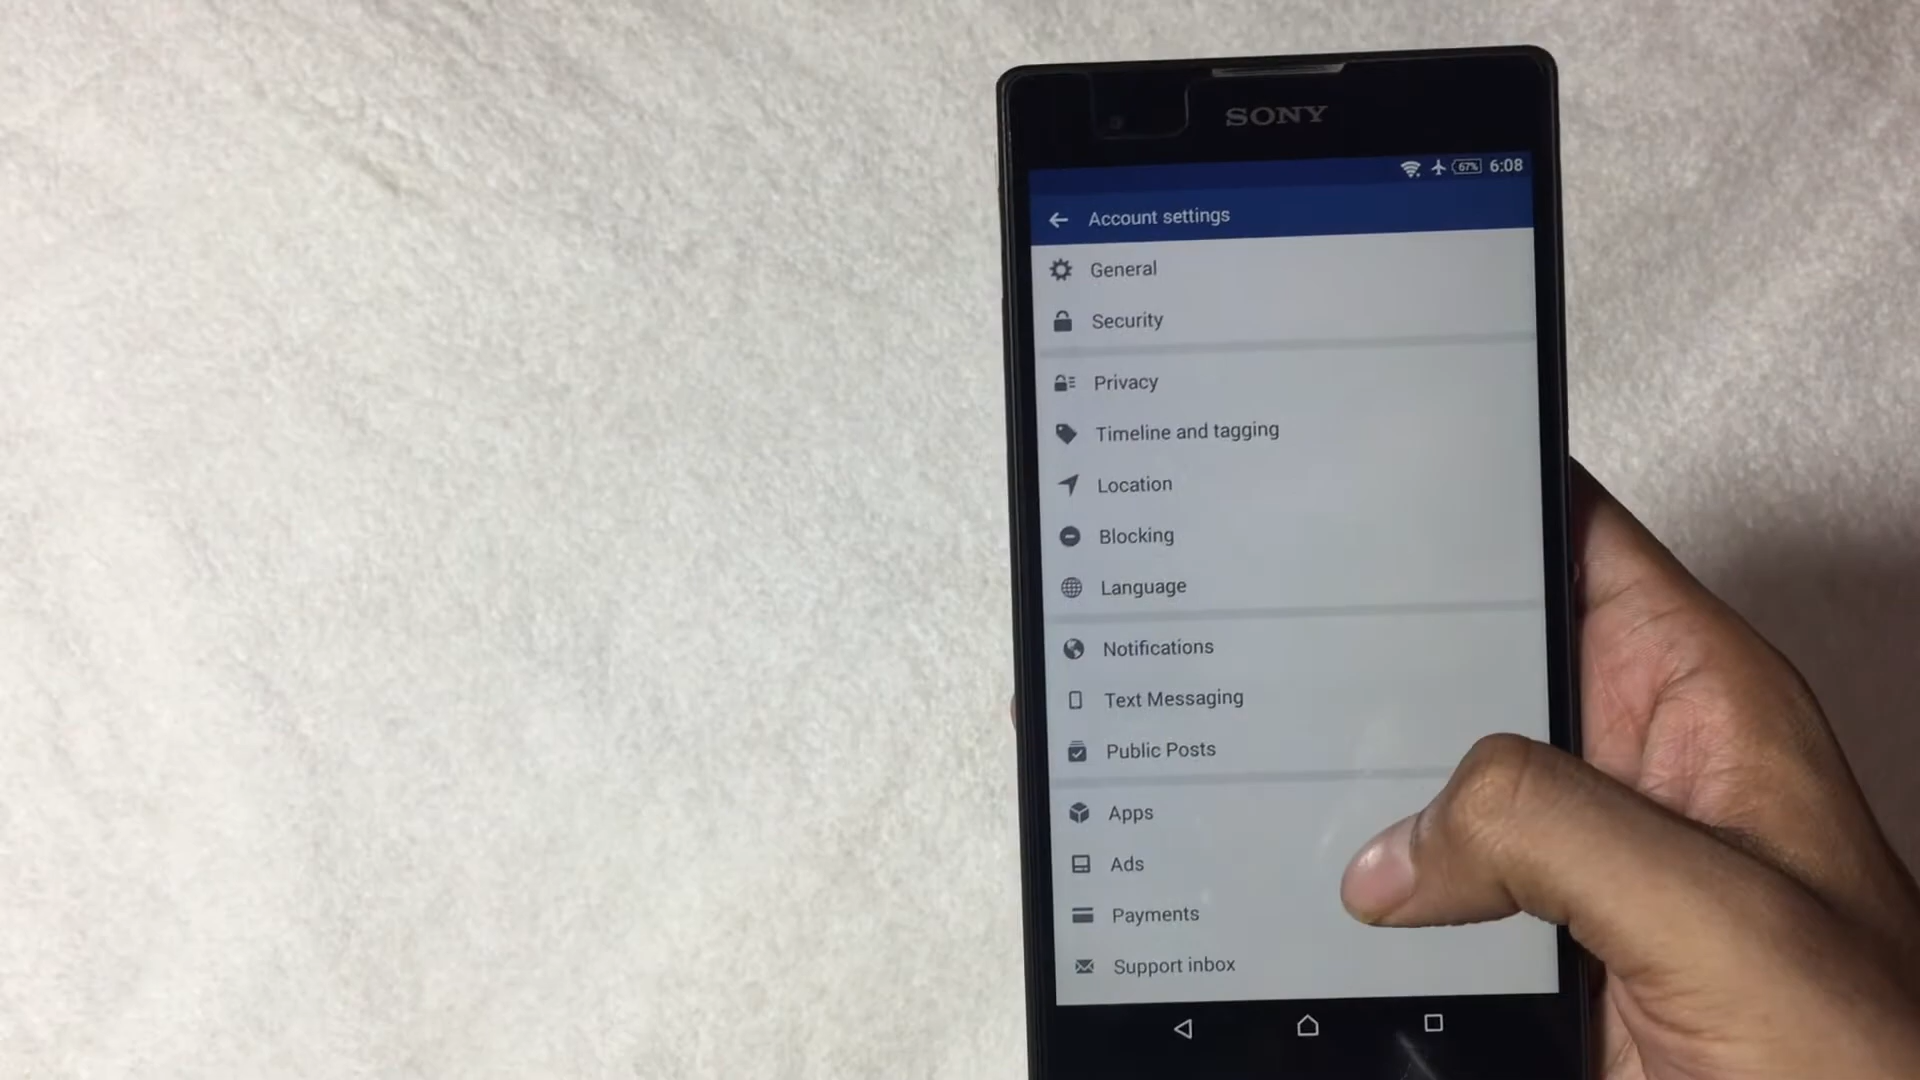 SONY
67% 6:08
Account settings
General
Security
Privacy
Timeline and tagging
Location
Blocking
Language
Notifications
Text Messaging
Public Posts
Apps
Ads
Payments
Support inbox